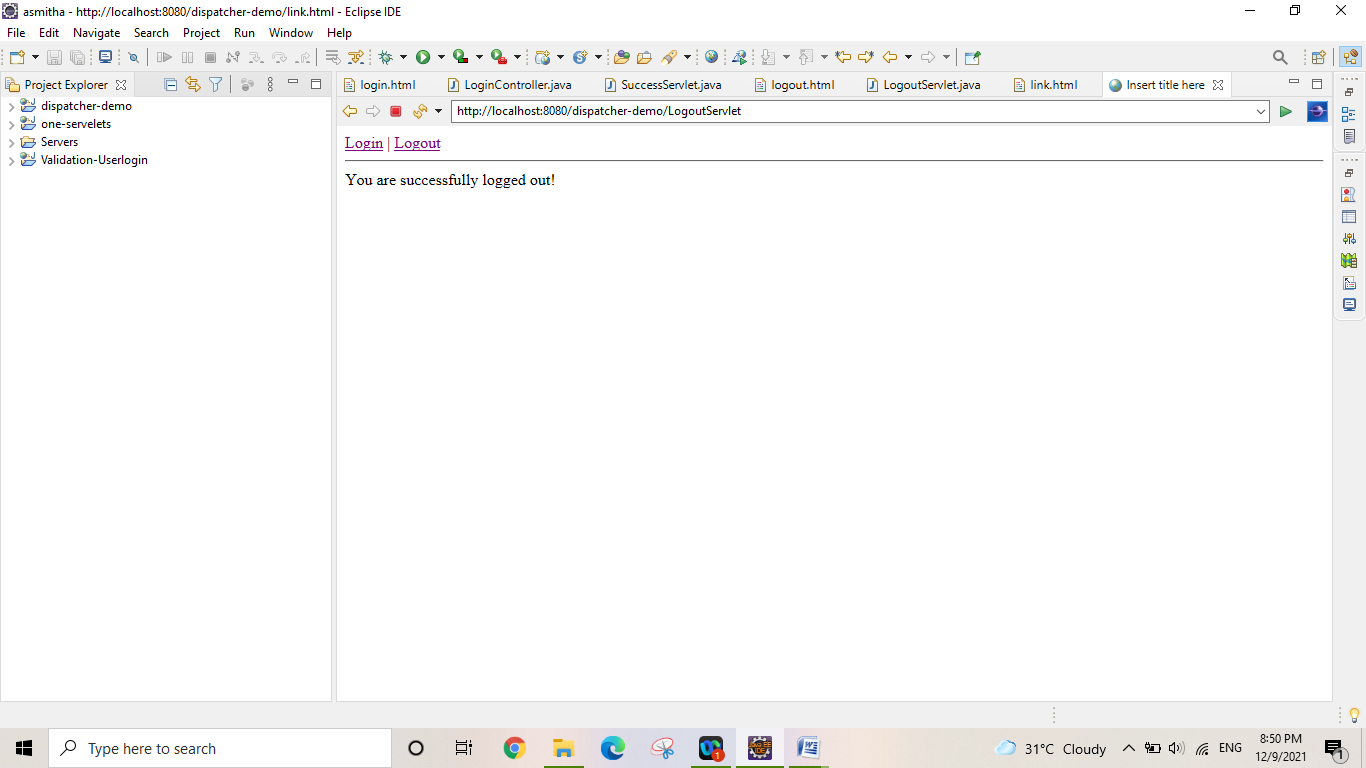 asmitha - http://localhost:8080/dispatcher-demo/link.html - Eclipse IDE
File Edit Navigate Search Project Run Window Help
Project Explorer
login.html LoginController.java SuccessServlet.java logout.html LogoutServlet.java link.html Insert title here
dispatcher-demo
one-servelets
Servers
Validation-Userlogin
http://localhost:8080/dispatcher-demo/LogoutServlet
Login | Logout
You are successfully logged out!
Type here to search
31°C Cloudy
ENG
8:50 PM
12/9/2021
1
1